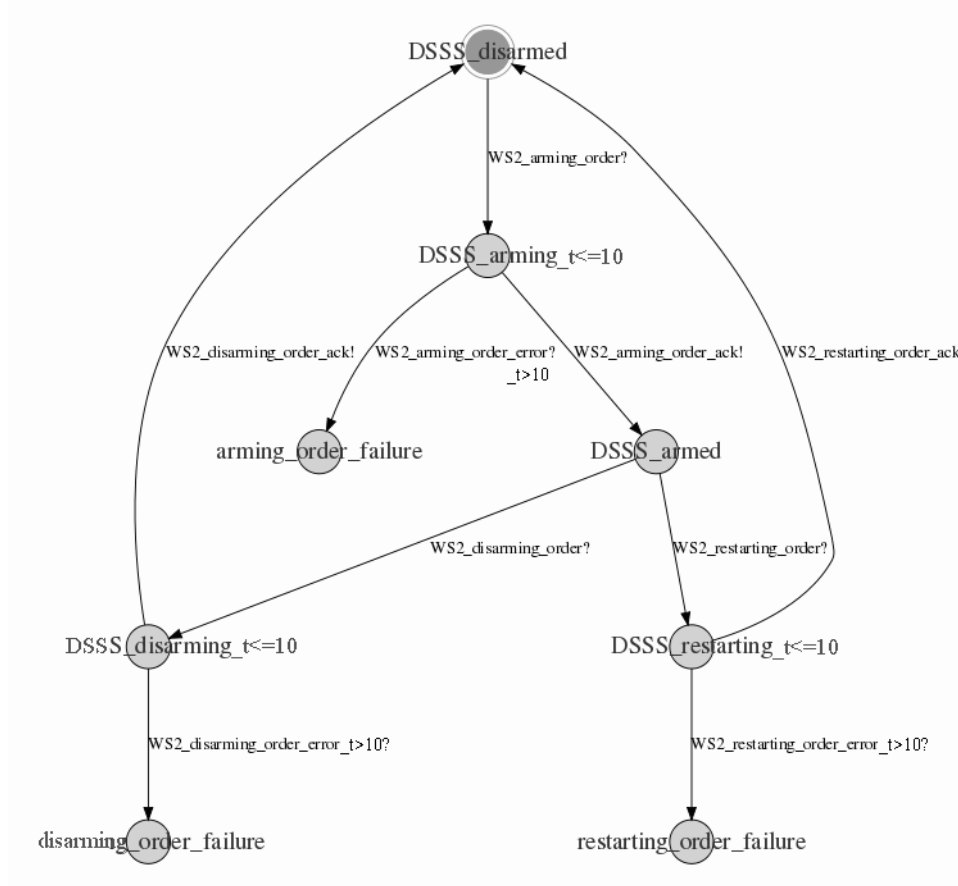 DSSS_disarmed
WS2_arming_order?
DSSS_arming_t<=10
WS2_disarming_order_ack!
WS2_arming_order_error?
_t>10
WS2_arming_order_ack!
WS2_restarting_order_ack
arming_order_failure
DSSS_armed
WS2_disarming_order?
WS2_restarting_order?
DSSS_disarming_t<=10
DSSS_restarting_t<=10
WS2_disarming_order_error_t>10?
WS2_restarting_order_error_t>10?
disarming_order_failure
restarting_order_failure